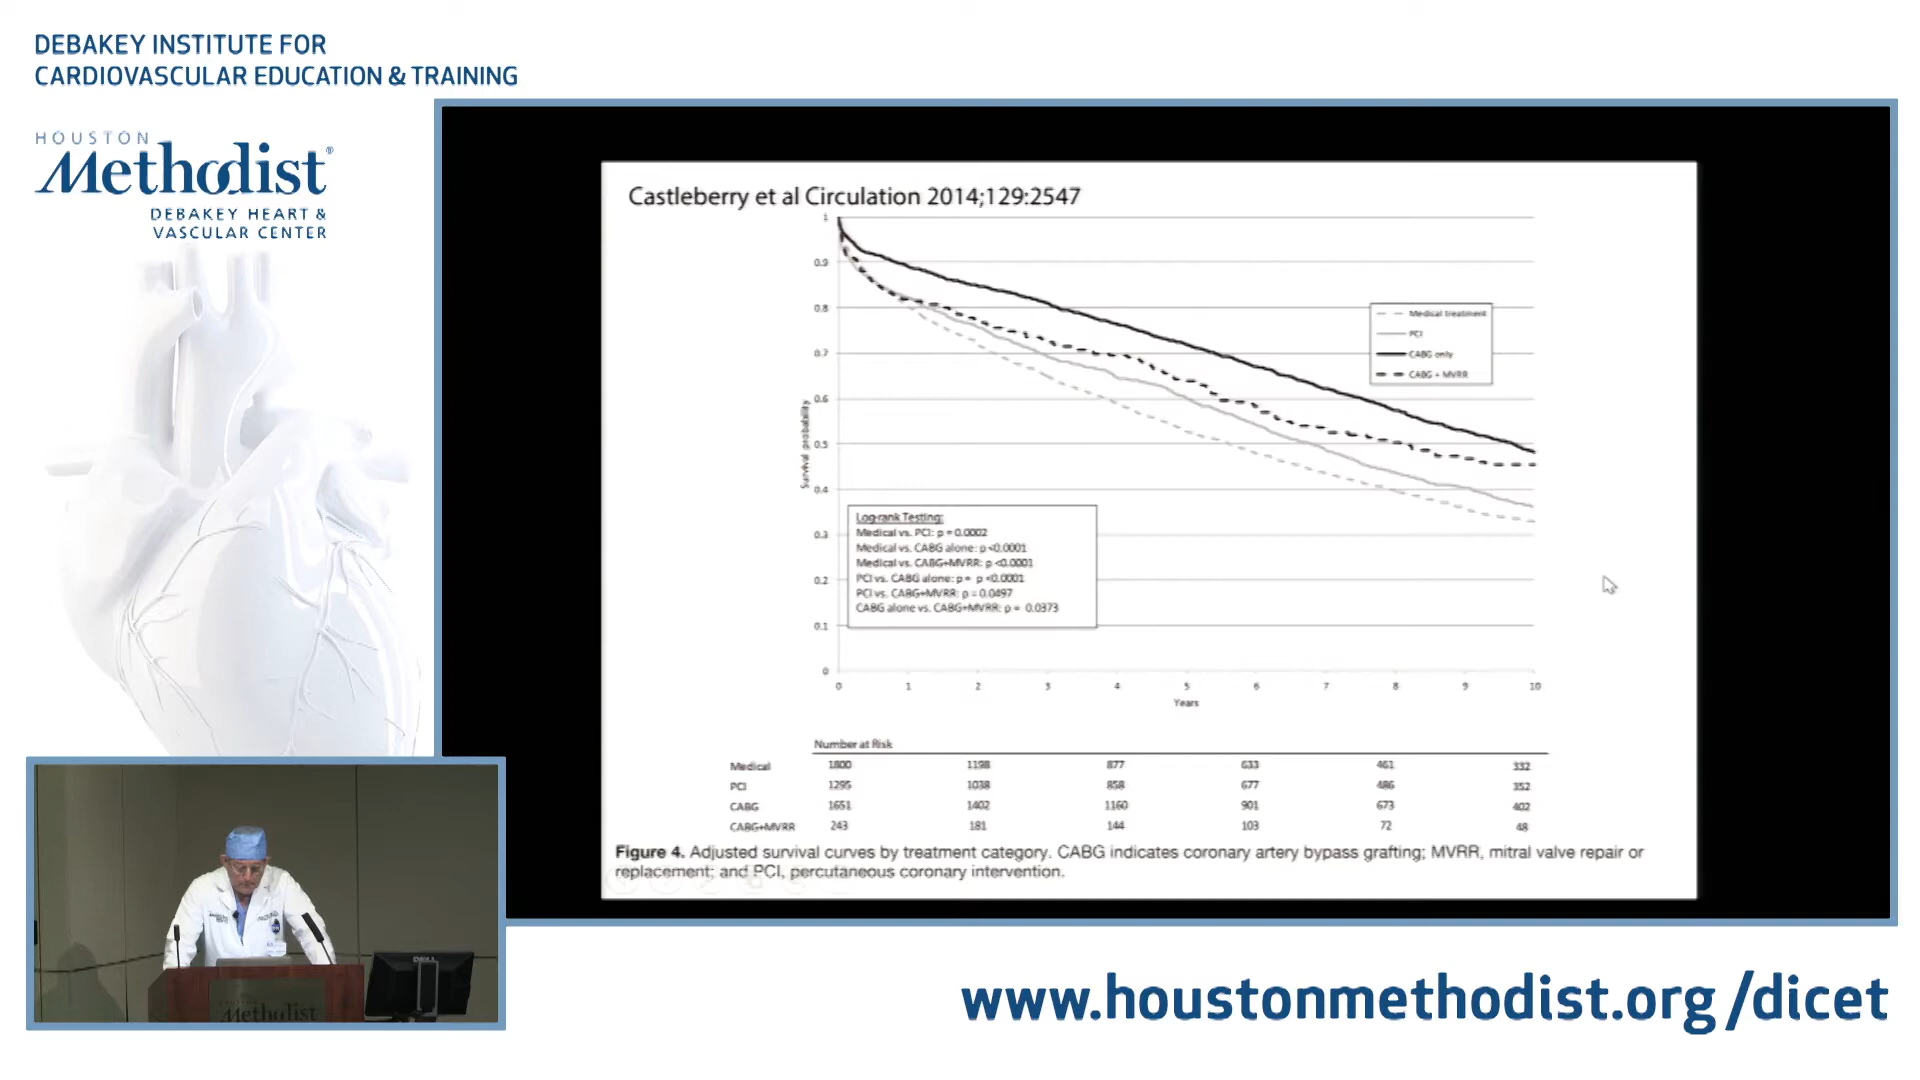 DEBAKEY INSTITUTE FOR
CARDIOVASCULAR EDUCATION & TRAINING
HOUSTON
Methodist®
DEBAKEY HEART &
VASCULAR CENTER
Castleberry et al Circulation 2014;129:2547
1
0.9
0.8
0.7
0.6
0.5
0.4
0.3
0.2
0.1
0
Survival probability
Medical treatment
PCI
CABG only
CABG + MVRR
Log-rank Testing:
Medical vs. PCI: p = 0.0002
Medical vs. CABG alone: p <0.0001
Medical vs. CABG+MVRR: p <0.0001
PCI vs. CABG alone: p = p <0.0001
PCI vs. CABG+MVRR: p = 0.0497
CABG alone vs. CABG+MVRR: p = 0.0373
0 1 2 3 4 5 6 7 8 9 10
Years
Number at Risk
Medical 1800 1198 877 633 461 332
PCI 1295 1038 858 677 486 352
CABG 1651 1402 1160 901 673 402
CABG+MVRR 243 181 144 103 72 48
Figure 4. Adjusted survival curves by treatment category. CABG indicates coronary artery bypass grafting; MVRR, mitral valve repair or
replacement; and PCI, percutaneous coronary intervention.
DELL
HOUSTON
Methodist
www.houstonmethodist.org/dicet